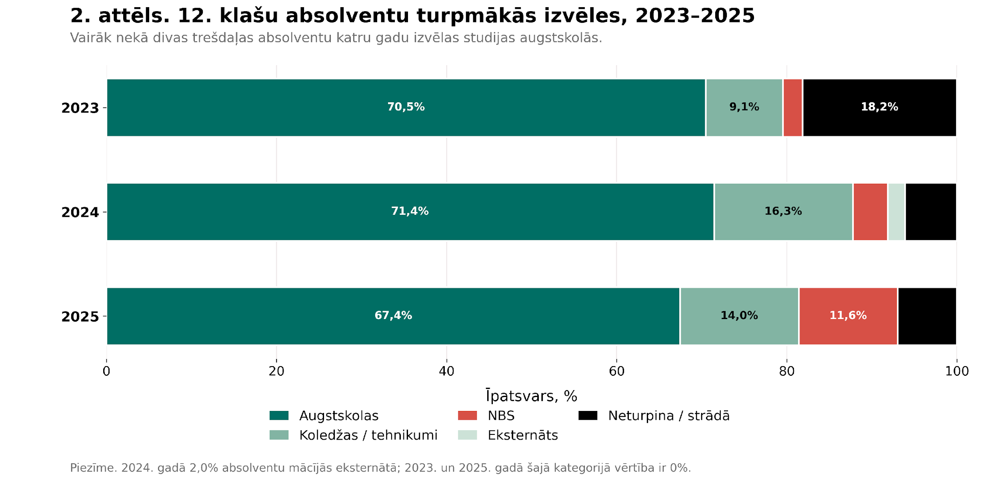 2. attēls. 12. klašu absolventu turpmākās izvēles, 2023–2025
Vairāk nekā divas trešdaļas absolventu katru gadu izvēlas studijas augstskolās.
2023
70,5%
9,1%
18,2%
2024
71,4%
16,3%
2025
67,4%
14,0%
11,6%
0
20
40
60
80
100
Īpatsvars, %
Augstskolas
NBS
Neturpina / strādā
Koledžas / tehnikumi
Eksternāts
Piezīme. 2024. gadā 2,0% absolventu mācījās eksternātā; 2023. un 2025. gadā šajā kategorijā vērtība ir 0%.